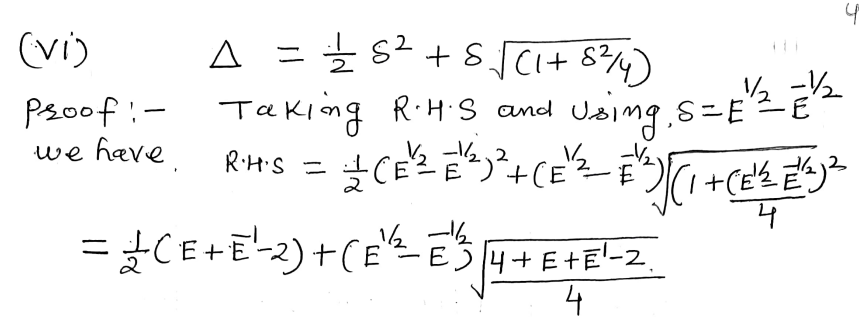 4
(vi) Δ = 1/2 δ² + δ √(1 + δ²/4)
Proof :- Taking R.H.S and Using, δ = E^1/2 - E^-1/2
we have, R.H.S = 1/2 (E^1/2 - E^-1/2)² + (E^1/2 - E^-1/2) √(1 + (E^1/2 - E^-1/2)²/4)
= 1/2 (E + E^-1 - 2) + (E^1/2 - E^-1/2) √((4 + E + E^-1 - 2)/4)